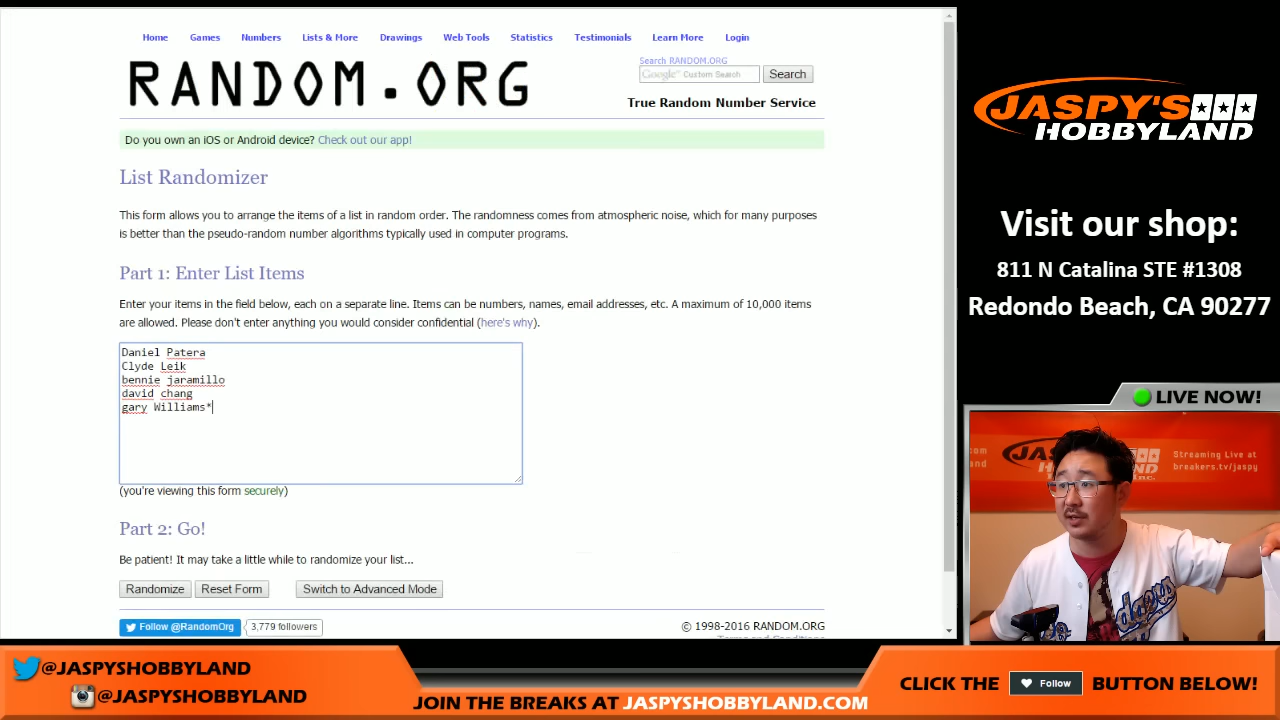 Home Games Numbers Lists & More Drawings Web Tools Statistics Testimonials Learn More Login
RANDOM.ORG
Search RANDOM.ORG
Google™ Custom Search Search
True Random Number Service
Do you own an iOS or Android device? Check out our app!
List Randomizer
This form allows you to arrange the items of a list in random order. The randomness comes from atmospheric noise, which for many purposes
is better than the pseudo-random number algorithms typically used in computer programs.
Part 1: Enter List Items
Enter your items in the field below, each on a separate line. Items can be numbers, names, email addresses, etc. A maximum of 10,000 items
are allowed. Please don't enter anything you would consider confidential (here's why).
Daniel Patera
Clyde Leik
bennie jaramillo
david chang
gary Williams*
(you're viewing this form securely)
Part 2: Go!
Be patient! It may take a little while to randomize your list...
Randomize Reset Form Switch to Advanced Mode
Follow @RandomOrg 3,779 followers
© 1998-2016 RANDOM.ORG
Terms and Conditions
JASPY'S
HOBBYLAND
Visit our shop:
811 N Catalina STE #1308
Redondo Beach, CA 90277
LIVE NOW!
Streaming Live at
breakers.tv/jaspy
Dodgers
@JASPYSHOBBYLAND
@JASPYSHOBBYLAND
JOIN THE BREAKS AT JASPYSHOBBYLAND.COM
CLICK THE Follow BUTTON BELOW!